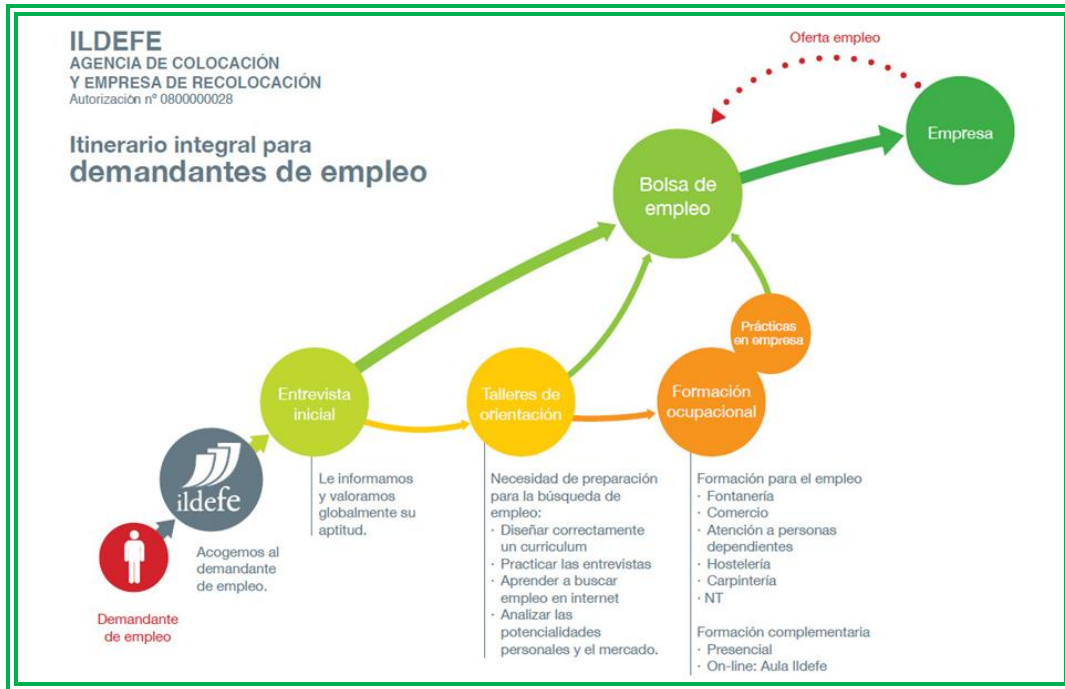 ILDEFE
AGENCIA DE COLOCACIÓN
Y EMPRESA DE RECOLOCACIÓN
Autorización nº 0800000028
Itinerario integral para
demandantes de empleo
Oferta empleo
Empresa
Bolsa de
empleo
Prácticas
en empresa
Entrevista
inicial
Talleres de
orientación
Formación
ocupacional
ildefe
Acogemos al
demandante
de empleo.
Demandante
de empleo
Le informamos
y valoramos
globalmente su
aptitud.
Necesidad de preparación
para la búsqueda de
empleo:
· Diseñar correctamente
un curriculum
· Practicar las entrevistas
· Aprender a buscar
empleo en internet
· Analizar las
potencialidades
personales y el mercado.
Formación para el empleo
· Fontanería
· Comercio
· Atención a personas
dependientes
· Hostelería
· Carpintería
· NT
Formación complementaria
· Presencial
· On-line: Aula Ildefe